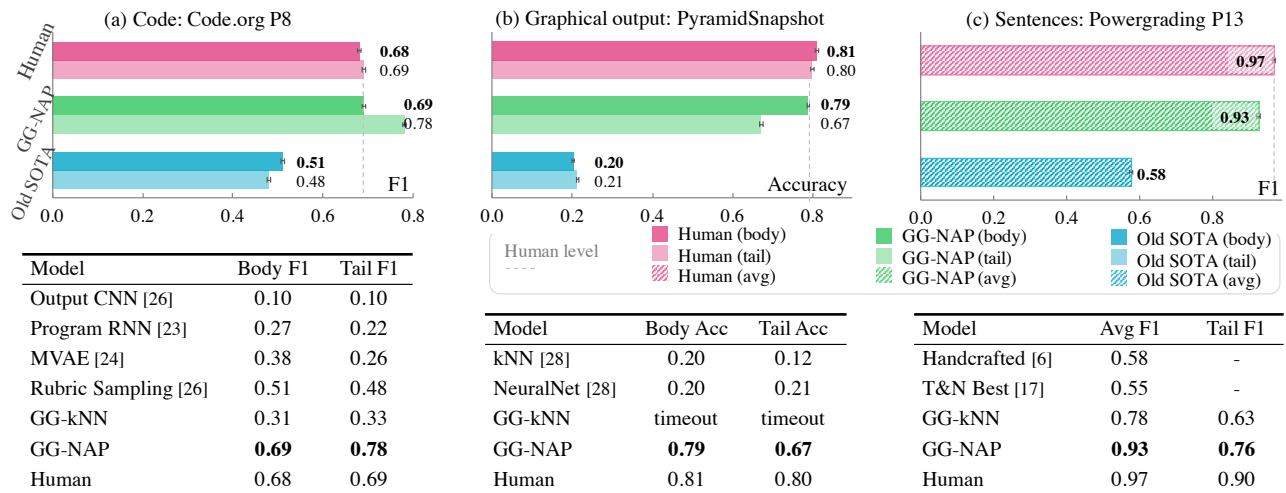 (a) Code: Code.org P8
Human
0.68
0.69
GG-NAP
0.69
0.78
Old SOTA
0.51
0.48
F1
0.0 0.2 0.4 0.6 0.8
(b) Graphical output: PyramidSnapshot
0.81
0.80
0.79
0.67
0.20
0.21
Accuracy
0.0 0.2 0.4 0.6 0.8
(c) Sentences: Powergrading P13
0.97
0.93
0.58
F1
0.0 0.2 0.4 0.6 0.8
Human level
Human (body)
Human (tail)
Human (avg)
GG-NAP (body)
GG-NAP (tail)
GG-NAP (avg)
Old SOTA (body)
Old SOTA (tail)
Old SOTA (avg)
Model Body F1 Tail F1
Output CNN [26] 0.10 0.10
Program RNN [23] 0.27 0.22
MVAE [24] 0.38 0.26
Rubric Sampling [26] 0.51 0.48
GG-kNN 0.31 0.33
GG-NAP 0.69 0.78
Human 0.68 0.69
Model Body Acc Tail Acc
kNN [28] 0.20 0.12
NeuralNet [28] 0.20 0.21
GG-kNN timeout timeout
GG-NAP 0.79 0.67
Human 0.81 0.80
Model Avg F1 Tail F1
Handcrafted [6] 0.58 -
T&N Best [17] 0.55 -
GG-kNN 0.78 0.63
GG-NAP 0.93 0.76
Human 0.97 0.90